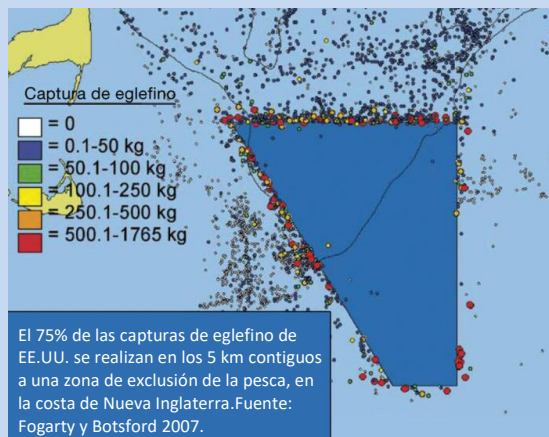 Captura de eglefino
= 0
= 0.1-50 kg
= 50.1-100 kg
= 100.1-250 kg
= 250.1-500 kg
= 500.1-1765 kg
El 75% de las capturas de eglefino de
EE.UU. se realizan en los 5 km contiguos
a una zona de exclusión de la pesca, en
la costa de Nueva Inglaterra.Fuente:
Fogarty y Botsford 2007.